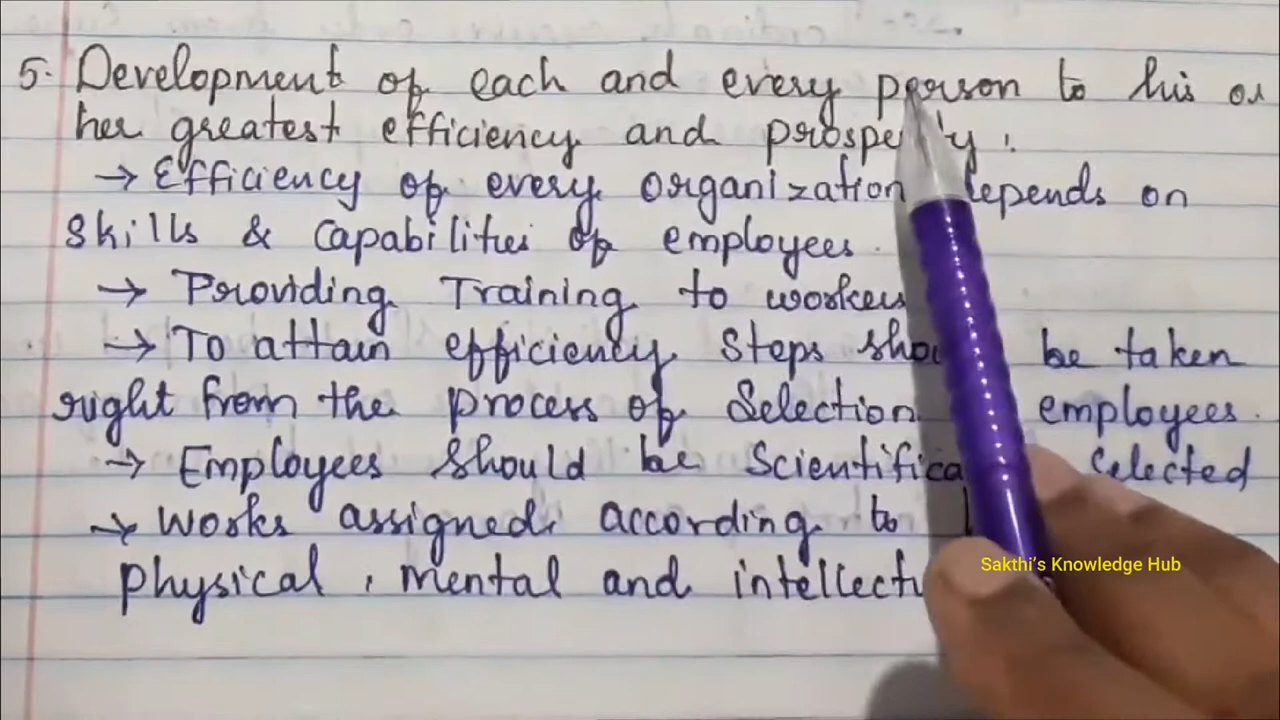 5. Development of each and every person to his or
her greatest efficiency and prosperity :
→ Efficiency of every organization depends on
Skills & Capabilities of employees.
→ Providing Training to workers
→ To attain efficiency Steps should be taken
right from the process of Selection employees.
→ Employees should be Scientifically Selected
→ Works assigned according to
Physical, Mental and
Sakthi's Knowledge Hub